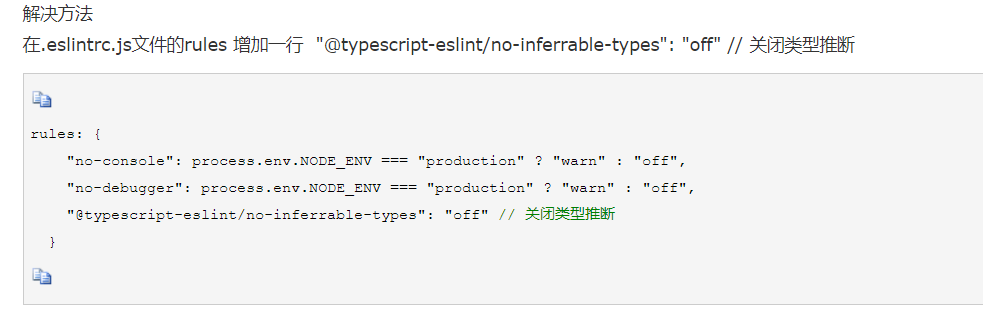 解决方法
在.eslintrc.js文件的rules 增加一行  "@typescript-eslint/no-inferrable-types": "off" // 关闭类型推断
rules: {
    "no-console": process.env.NODE_ENV === "production" ? "warn" : "off",
    "no-debugger": process.env.NODE_ENV === "production" ? "warn" : "off",
    "@typescript-eslint/no-inferrable-types": "off" // 关闭类型推断
  }